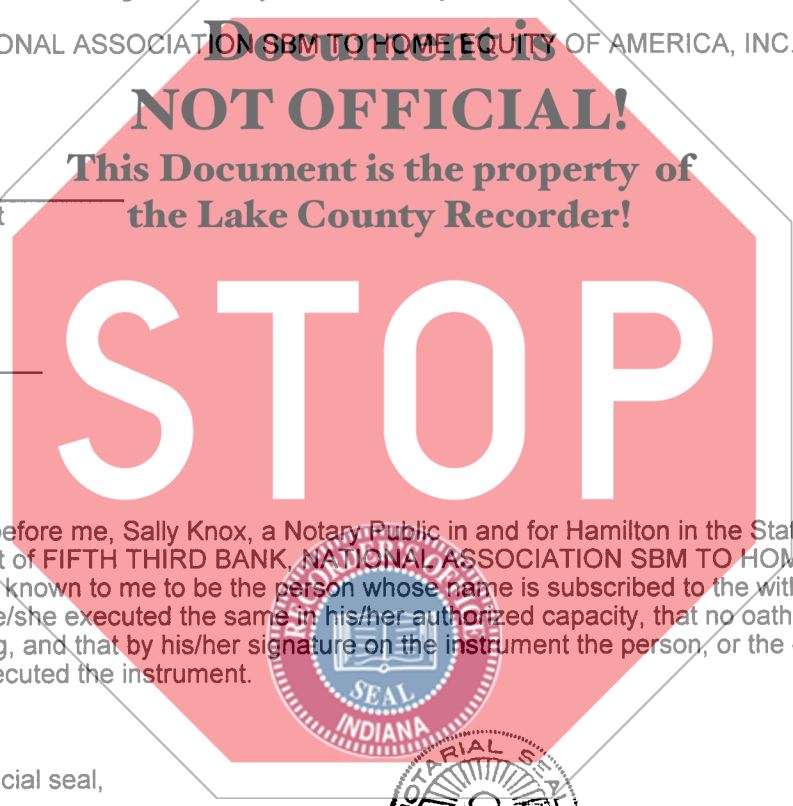 ONAL ASSOCIATION SBM TO HOME EQUITY OF AMERICA, INC.
Document is
NOT OFFICIAL!
This Document is the property of
the Lake County Recorder!
t
STOP
efore me, Sally Knox, a Notary Public in and for Hamilton in the Stat
t of FIFTH THIRD BANK, NATIONAL ASSOCIATION SBM TO HOM
known to me to be the person whose name is subscribed to the with
e/she executed the same in his/her authorized capacity, that no oath
g, and that by his/her signature on the instrument the person, or the
ecuted the instrument.
SEAL
INDIANA
cial seal,
NOTARIAL SEAL